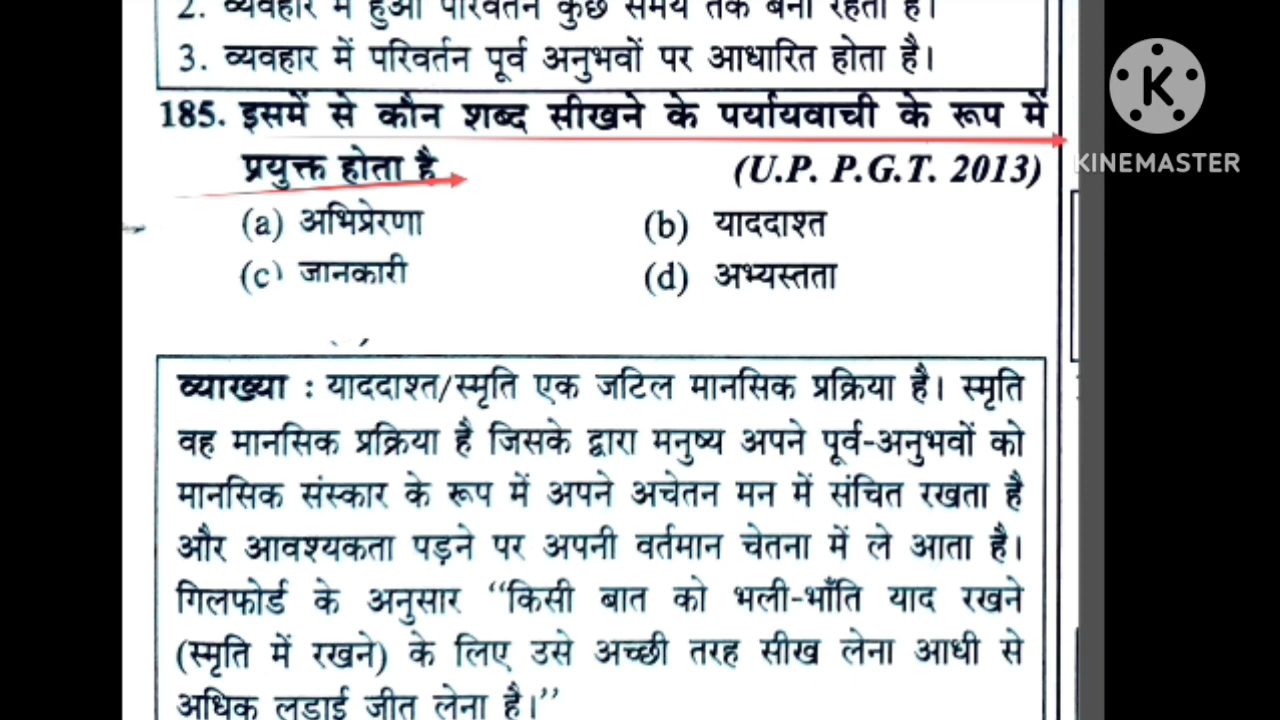 2. व्यवहार में हुआ परिवर्तन कुछ समय तक बना रहता है।
3. व्यवहार में परिवर्तन पूर्व अनुभवों पर आधारित होता है।
185. इसमें से कौन शब्द सीखने के पर्यायवाची के रूप में
प्रयुक्त होता है (U.P. P.G.T. 2013)
(a) अभिप्रेरणा (b) याददाश्त
(c) जानकारी (d) अभ्यस्तता
व्याख्या : याददाश्त/स्मृति एक जटिल मानसिक प्रक्रिया है। स्मृति
वह मानसिक प्रक्रिया है जिसके द्वारा मनुष्य अपने पूर्व-अनुभवों को
मानसिक संस्कार के रूप में अपने अचेतन मन में संचित रखता है
और आवश्यकता पड़ने पर अपनी वर्तमान चेतना में ले आता है।
गिलफोर्ड के अनुसार ‘‘किसी बात को भली-भाँति याद रखने
(स्मृति में रखने) के लिए उसे अच्छी तरह सीख लेना आधी से
अधिक लड़ाई जीत लेना है।’’
K
KINEMASTER